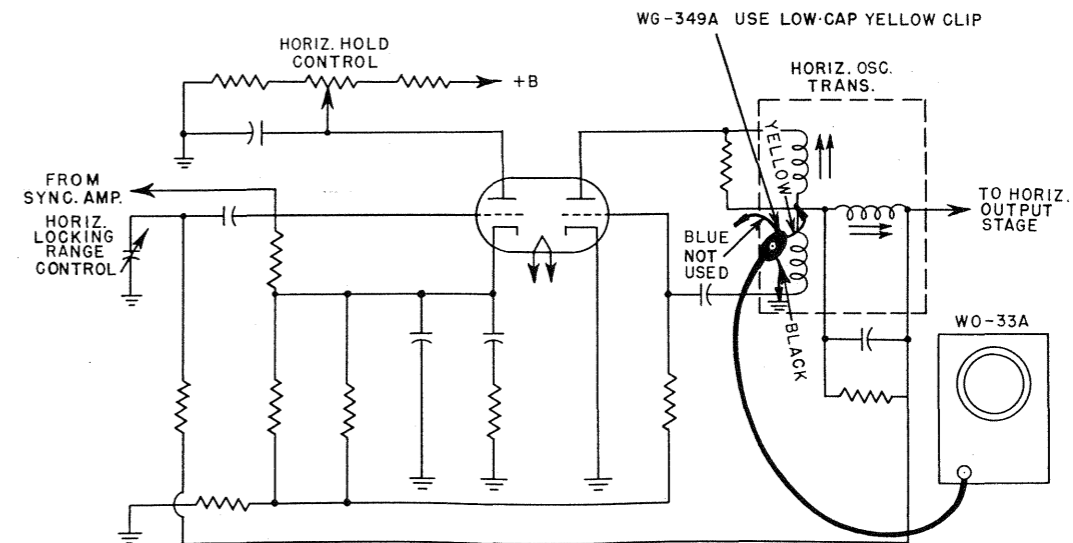 WG-349A USE LOW-CAP YELLOW CLIP
HORIZ. HOLD
CONTROL
+B
HORIZ. OSC.
TRANS.
YELLOW
FROM
SYNC. AMP.
HORIZ.
LOCKING
RANGE
CONTROL
BLUE
NOT
USED
TO HORIZ.
OUTPUT
STAGE
BLACK
WO-33A